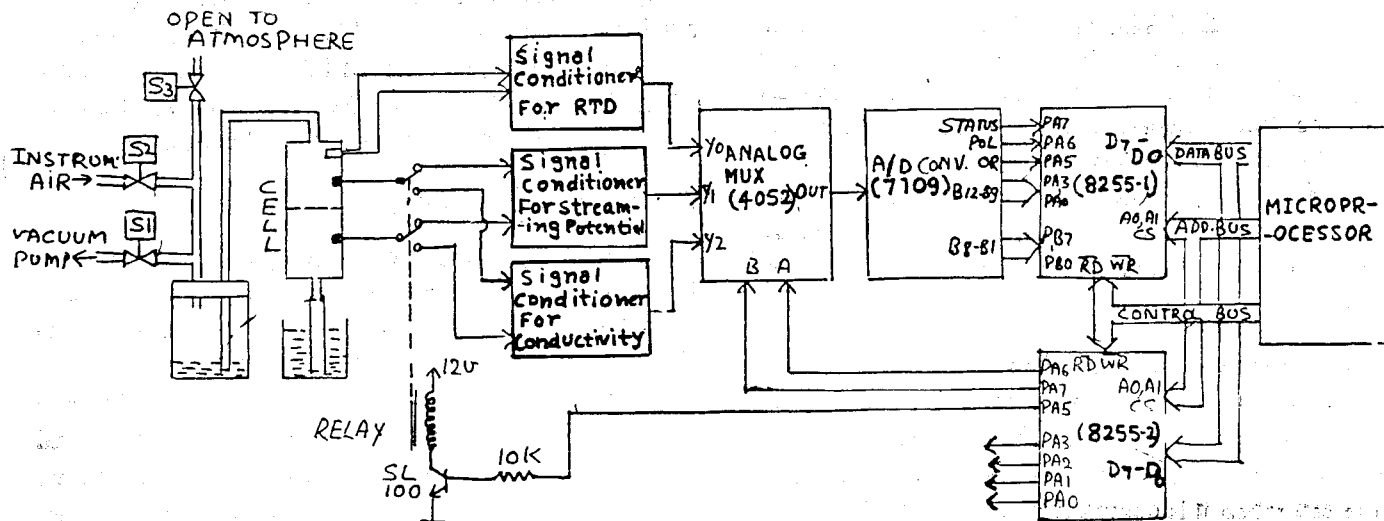 OPEN TO
ATMOSPHERE
S3
INSTRUM.
AIR
S2
VACUUM
PUMP
S1
CELL
Signal
Conditioner
For RTD
Signal
Conditioner
For Stream-
-ing Potential
Signal
Conditioner
For
Conductivity
Y0
Y1
Y2
ANALOG
MUX
(4052)
OUT
B A
STATUS
POL
A/D CONV. OR
(7109)
B12-B9
B8-B1
PA7
PA6
PA5
PA3
PA0
PB7
PB0
D7-
D0
(8255-1)
A0,A1
CS
RD WR
DATA BUS
ADD. BUS
CONTROL BUS
MICROPR-
-OCESSOR
12V
RELAY
SL
100
10K
PA6
PA7
PA5
PA3
PA2
PA1
PA0
RD WR
A0,A1
CS
(8255-2)
D7-D0